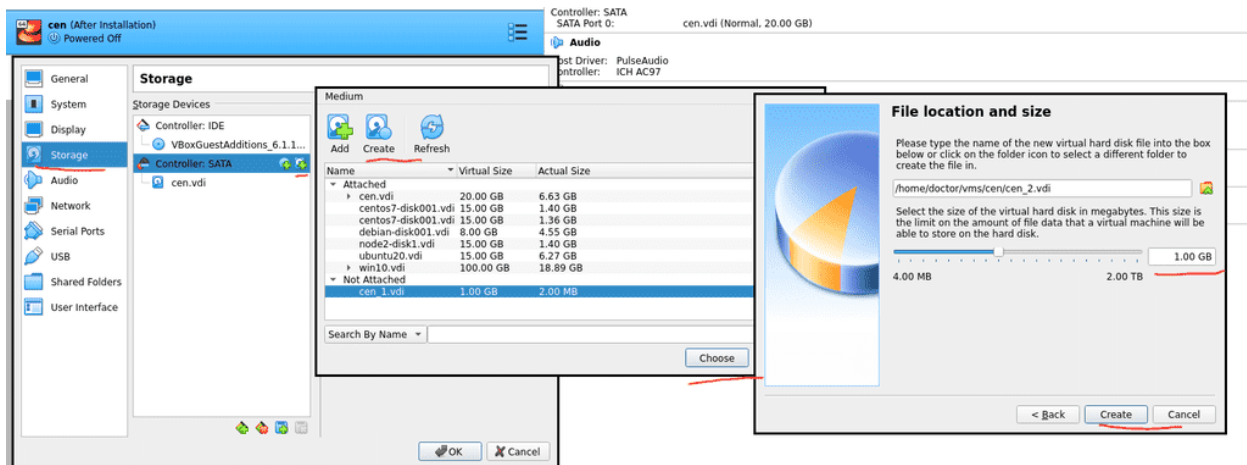 cen (After Installation)
Powered Off
Controller: SATA
SATA Port 0: cen.vdi (Normal, 20.00 GB)
Audio
ost Driver: PulseAudio
ontroller: ICH AC97
General
System
Display
Storage
Audio
Network
Serial Ports
USB
Shared Folders
User Interface
Storage
Storage Devices
Controller: IDE
VBoxGuestAdditions_6.1.1...
Controller: SATA
cen.vdi
OK Cancel
Medium
Add Create Refresh
Name Virtual Size Actual Size
Attached
cen.vdi 20.00 GB 6.63 GB
centos7-disk001.vdi 15.00 GB 1.40 GB
centos7-disk001.vdi 15.00 GB 1.36 GB
debian-disk001.vdi 8.00 GB 4.55 GB
node2-disk1.vdi 15.00 GB 1.40 GB
ubuntu20.vdi 15.00 GB 6.27 GB
win10.vdi 100.00 GB 18.89 GB
Not Attached
cen_1.vdi 1.00 GB 2.00 MB
Search By Name
Choose
File location and size
Please type the name of the new virtual hard disk file into the box
below or click on the folder icon to select a different folder to
create the file in.
/home/doctor/vms/cen/cen_2.vdi
Select the size of the virtual hard disk in megabytes. This size is
the limit on the amount of file data that a virtual machine will be
able to store on the hard disk.
1.00 GB
4.00 MB 2.00 TB
< Back Create Cancel